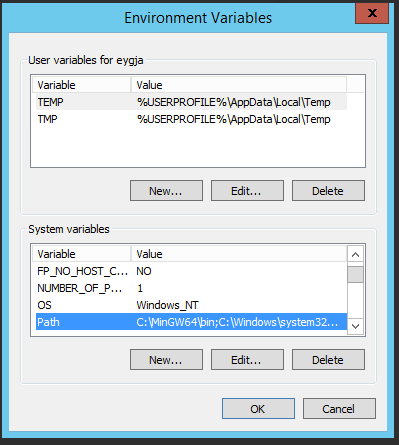 Environment Variables
x
User variables for eygja
Variable Value
TEMP %USERPROFILE%\AppData\Local\Temp
TMP %USERPROFILE%\AppData\Local\Temp
New... Edit... Delete
System variables
Variable Value
FP_NO_HOST_C... NO
NUMBER_OF_P... 1
OS Windows_NT
Path C:\MinGW64\bin;C:\Windows\system32...
New... Edit... Delete
OK Cancel